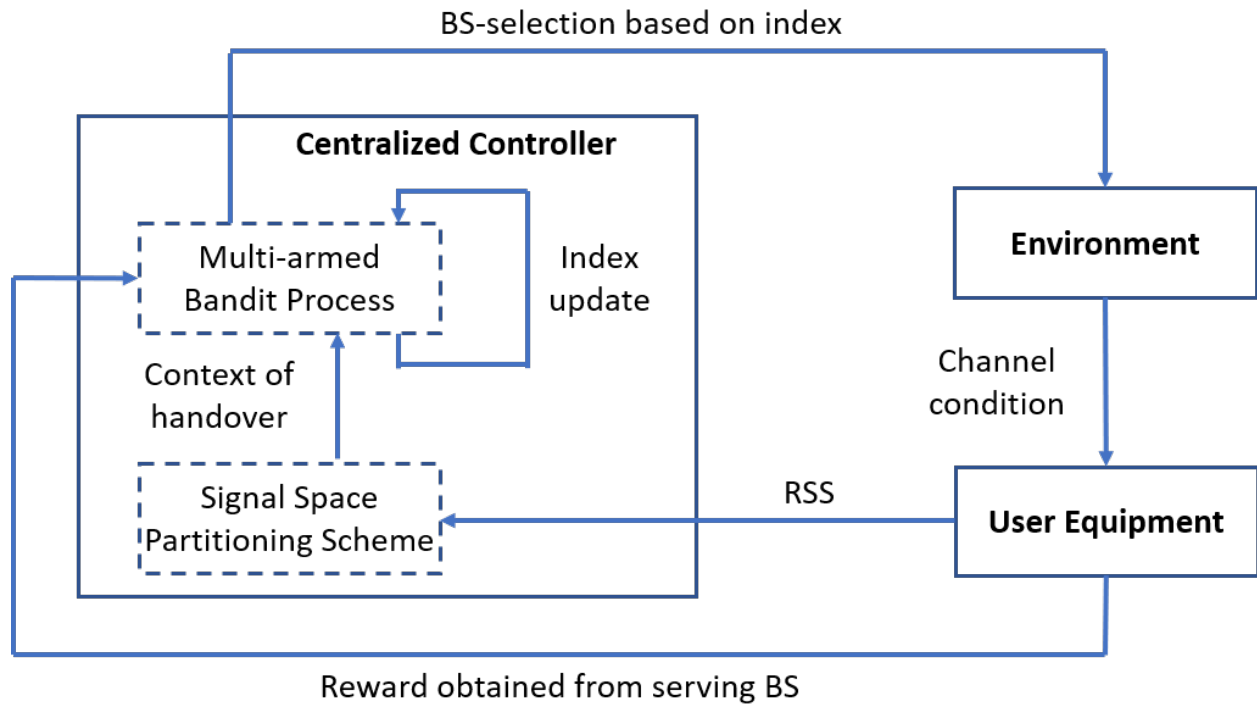 BS-selection based on index
Centralized Controller
Multi-armed
Bandit Process
Index
update
Environment
Context of
handover
Channel
condition
Signal Space
Partitioning Scheme
RSS
User Equipment
Reward obtained from serving BS